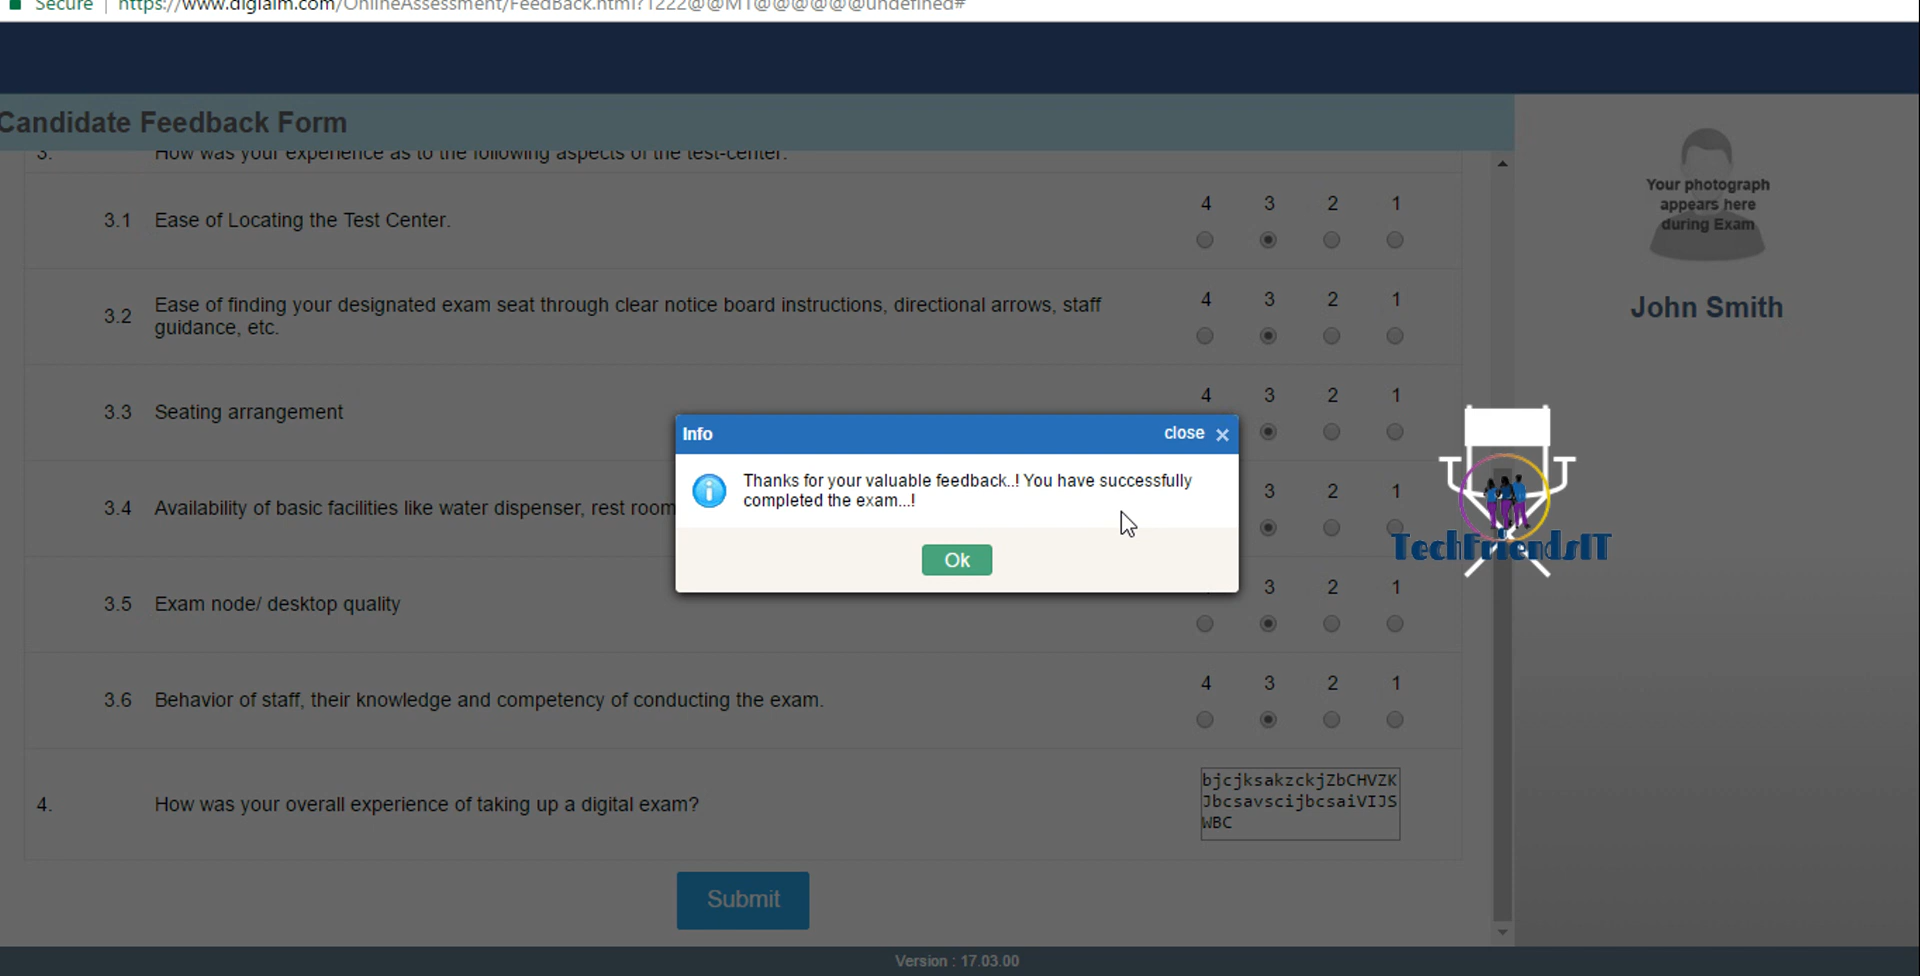 Secure | https://www.digialm.com/OnlineAssessment/FeedBack.html?1222@@M1@@@@@@undefined#
Candidate Feedback Form
3. How was your experience as to the following aspects of the test-center.
3.1 Ease of Locating the Test Center. 4 3 2 1
3.2 Ease of finding your designated exam seat through clear notice board instructions, directional arrows, staff 4 3 2 1
guidance, etc.
3.3 Seating arrangement 4 3 2 1
3.4 Availability of basic facilities like water dispenser, rest room 3 2 1
3.5 Exam node/ desktop quality 3 2 1
3.6 Behavior of staff, their knowledge and competency of conducting the exam. 4 3 2 1
4. How was your overall experience of taking up a digital exam?
bjcjksakzckjZbCHVZK
JbcsavscijbcsaiVIJS
WBC
Submit
Info close ×
Thanks for your valuable feedback..! You have successfully
completed the exam...!
Ok
Your photograph
appears here
during Exam
John Smith
TechFriendsIT
Version : 17.03.00